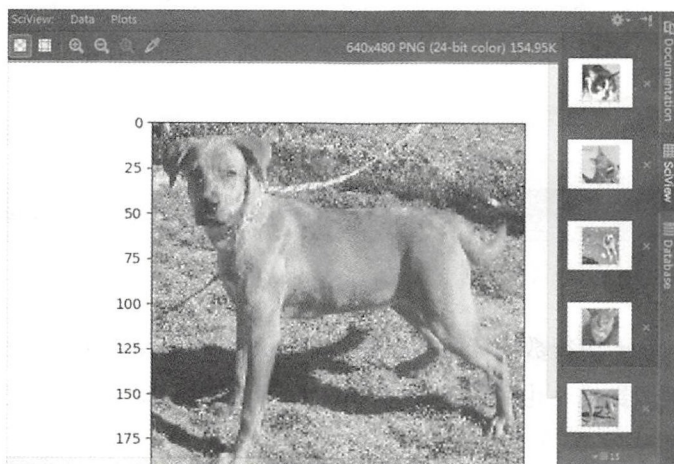 SciView: Data Plots
640x480 PNG (24-bit color) 154.95K
0
25
50
75
100
125
150
175
Documentation
SciView
Database
15